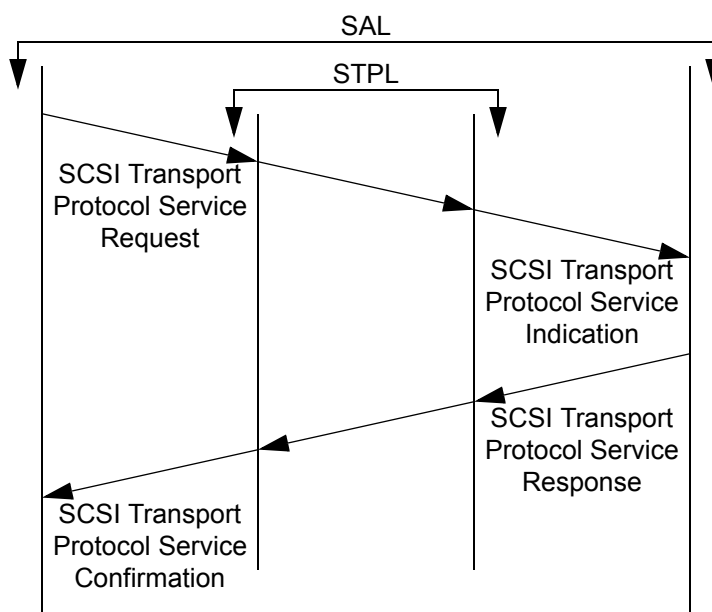 SAL
STPL
SCSI Transport
Protocol Service
Request
SCSI Transport
Protocol Service
Indication
SCSI Transport
Protocol Service
Response
SCSI Transport
Protocol Service
Confirmation